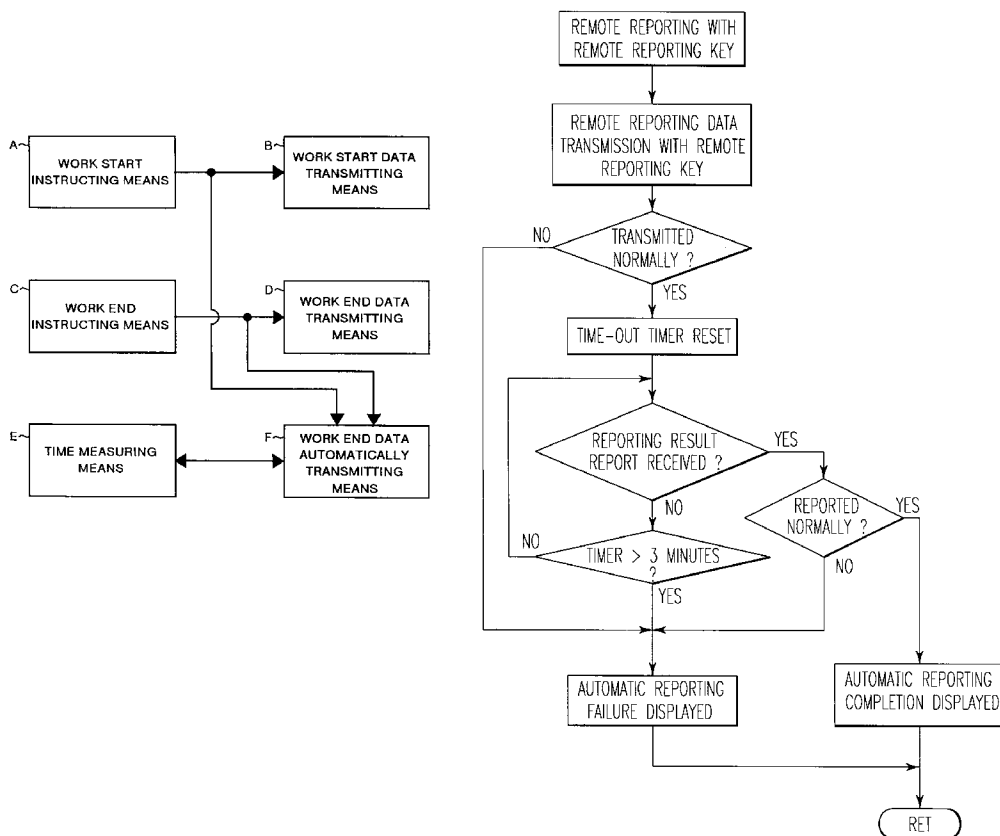 A
WORK START
INSTRUCTING MEANS
B
WORK START DATA
TRANSMITTING
MEANS
C
WORK END
INSTRUCTING MEANS
D
WORK END DATA
TRANSMITTING
MEANS
E
TIME MEASURING
MEANS
F
WORK END DATA
AUTOMATICALLY
TRANSMITTING
MEANS
REMOTE REPORTING WITH
REMOTE REPORTING KEY
REMOTE REPORTING DATA
TRANSMISSION WITH REMOTE
REPORTING KEY
NO
TRANSMITTED
NORMALLY ?
YES
TIME-OUT TIMER RESET
REPORTING RESULT
REPORT RECEIVED ?
YES
NO
REPORTED
NORMALLY ?
YES
NO
NO
TIMER > 3 MINUTES
?
YES
AUTOMATIC REPORTING
FAILURE DISPLAYED
AUTOMATIC REPORTING
COMPLETION DISPLAYED
RET